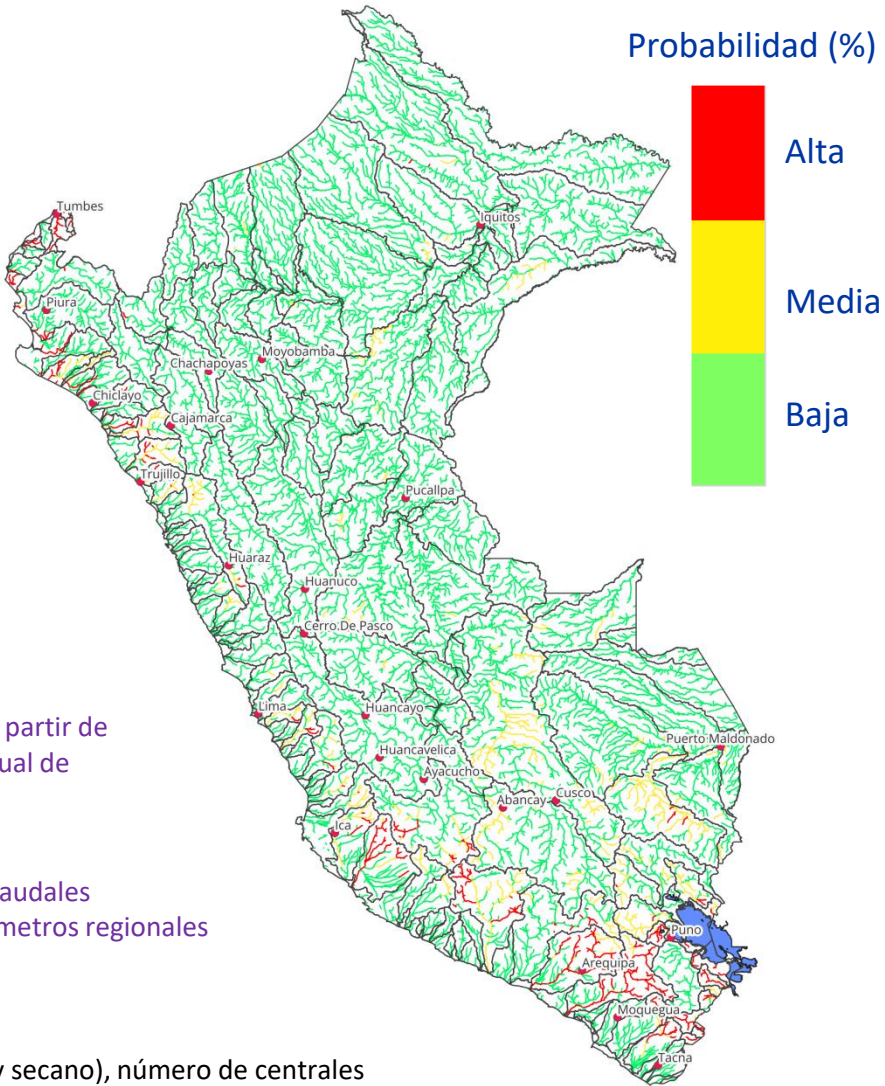 Probabilidad (%)
Alta
Media
Baja
Tumbes
Iquitos
Piura
Moyobamba
Chachapoyas
Chiclayo
Cajamarca
Trujillo
Pucallpa
Huaraz
Huanuco
Cerro De Pasco
Lima
Huancayo
Puerto Maldonado
Huancavelica
Ayacucho
Abancay
Cusco
Ica
Puno
Arequipa
Moquegua
Tacna
partir de
ual de
audales
metros regionales
y secano), número de centrales